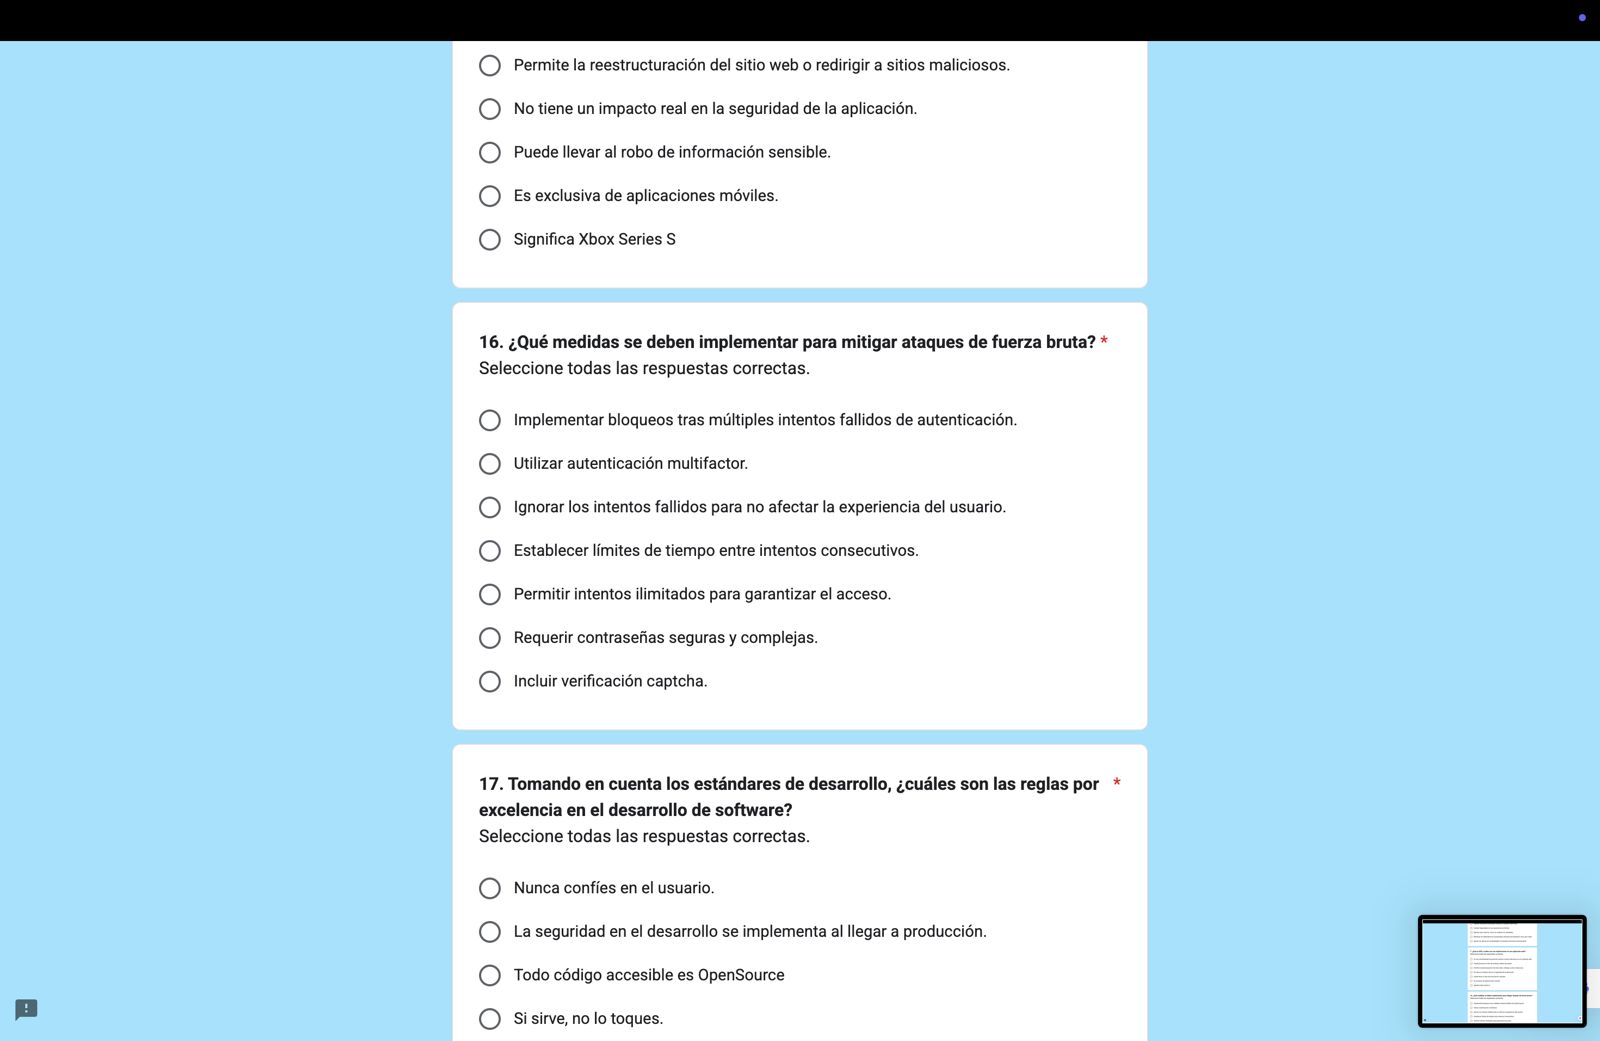 Permite la reestructuración del sitio web o redirigir a sitios maliciosos.
No tiene un impacto real en la seguridad de la aplicación.
Puede llevar al robo de información sensible.
Es exclusiva de aplicaciones móviles.
Significa Xbox Series S
16. ¿Qué medidas se deben implementar para mitigar ataques de fuerza bruta? *
Seleccione todas las respuestas correctas.
Implementar bloqueos tras múltiples intentos fallidos de autenticación.
Utilizar autenticación multifactor.
Ignorar los intentos fallidos para no afectar la experiencia del usuario.
Establecer límites de tiempo entre intentos consecutivos.
Permitir intentos ilimitados para garantizar el acceso.
Requerir contraseñas seguras y complejas.
Incluir verificación captcha.
17. Tomando en cuenta los estándares de desarrollo, ¿cuáles son las reglas por *
excelencia en el desarrollo de software?
Seleccione todas las respuestas correctas.
Nunca confíes en el usuario.
La seguridad en el desarrollo se implementa al llegar a producción.
Todo código accesible es OpenSource
Si sirve, no lo toques.